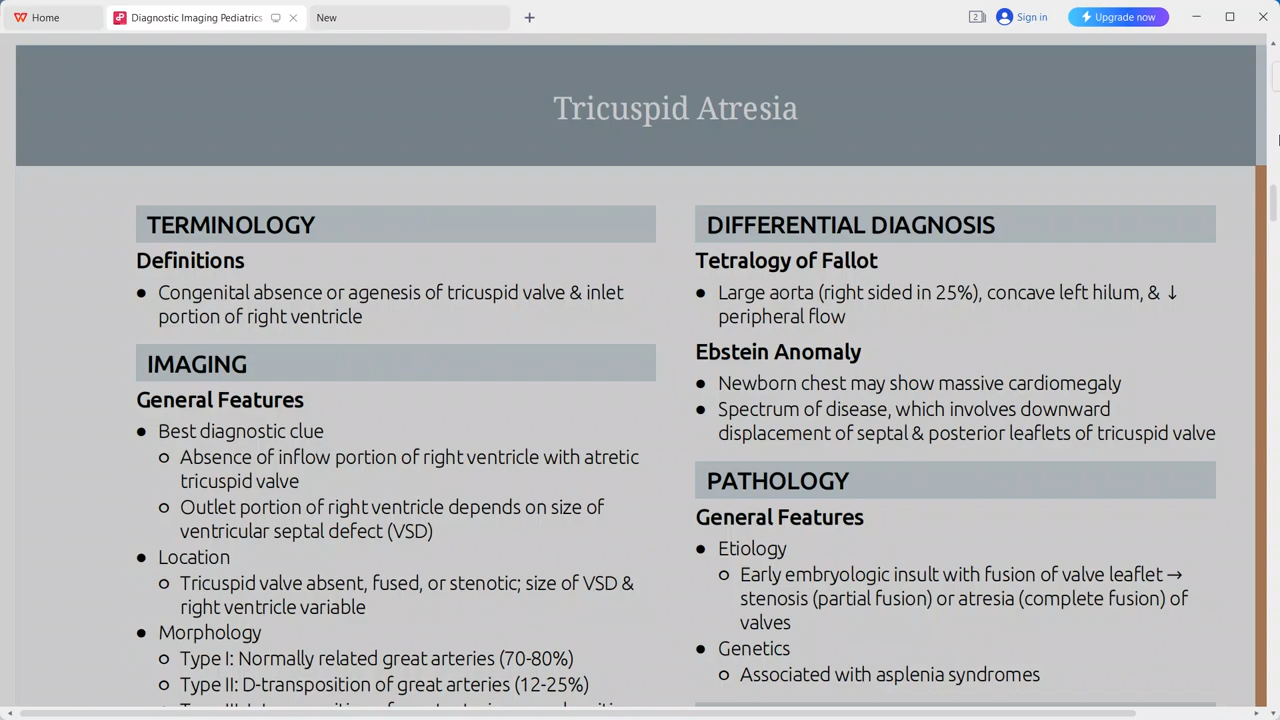 Home
Diagnostic Imaging Pediatrics
New
2
Sign in
Upgrade now
Tricuspid Atresia
TERMINOLOGY
Definitions
● Congenital absence or agenesis of tricuspid valve & inlet
portion of right ventricle
IMAGING
General Features
● Best diagnostic clue
○ Absence of inflow portion of right ventricle with atretic
tricuspid valve
○ Outlet portion of right ventricle depends on size of
ventricular septal defect (VSD)
● Location
○ Tricuspid valve absent, fused, or stenotic; size of VSD &
right ventricle variable
● Morphology
○ Type I: Normally related great arteries (70-80%)
○ Type II: D-transposition of great arteries (12-25%)
DIFFERENTIAL DIAGNOSIS
Tetralogy of Fallot
● Large aorta (right sided in 25%), concave left hilum, & ↓
peripheral flow
Ebstein Anomaly
● Newborn chest may show massive cardiomegaly
● Spectrum of disease, which involves downward
displacement of septal & posterior leaflets of tricuspid valve
PATHOLOGY
General Features
● Etiology
○ Early embryologic insult with fusion of valve leaflet →
stenosis (partial fusion) or atresia (complete fusion) of
valves
● Genetics
○ Associated with asplenia syndromes